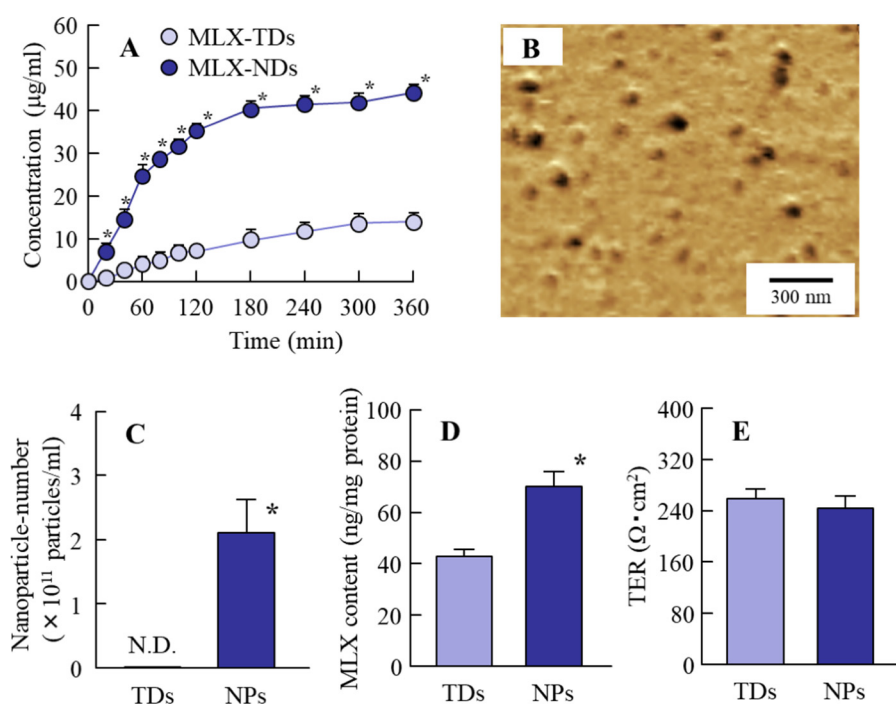 A
MLX-TDs
MLX-NDs
Concentration (μg/ml)
60
50
40
30
20
10
0
* * * * * * * * * *
0 60 120 180 240 300 360
Time (min)
B
300 nm
C
Nanoparticle-number
(×10¹¹ particles/ml)
4
3
2
1
0
N.D.
*
TDs NPs
D
MLX content (ng/mg protein)
100
80
60
40
20
0
*
TDs NPs
E
TER (Ω·cm²)
400
320
240
160
80
0
TDs NPs